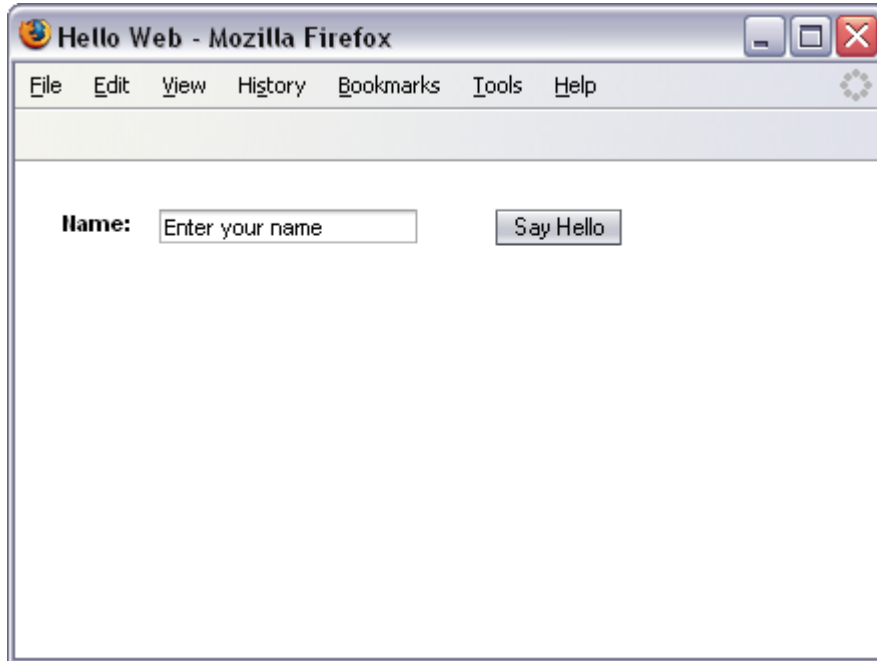 Hello Web - Mozilla Firefox
File Edit View History Bookmarks Tools Help
Name: Enter your name Say Hello